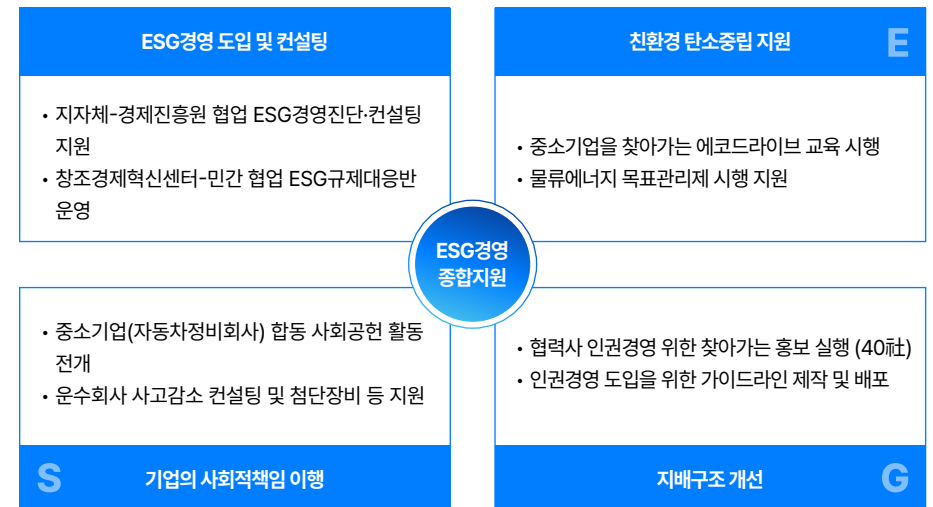 ESG경영 도입 및 컨설팅
• 지자체-경제진흥원 협업 ESG경영진단·컨설팅
지원
• 창조경제혁신센터-민간 협업 ESG규제대응반
운영
친환경 탄소중립 지원
E
• 중소기업을 찾아가는 에코드라이브 교육 시행
• 물류에너지 목표관리제 시행 지원
ESG경영
종합지원
• 중소기업(자동차정비회사) 합동 사회공헌 활동
전개
• 운수회사 사고감소 컨설팅 및 첨단장비 등 지원
S
기업의 사회적책임 이행
• 협력사 인권경영 위한 찾아가는 홍보 실행 (40社)
• 인권경영 도입을 위한 가이드라인 제작 및 배포
지배구조 개선
G